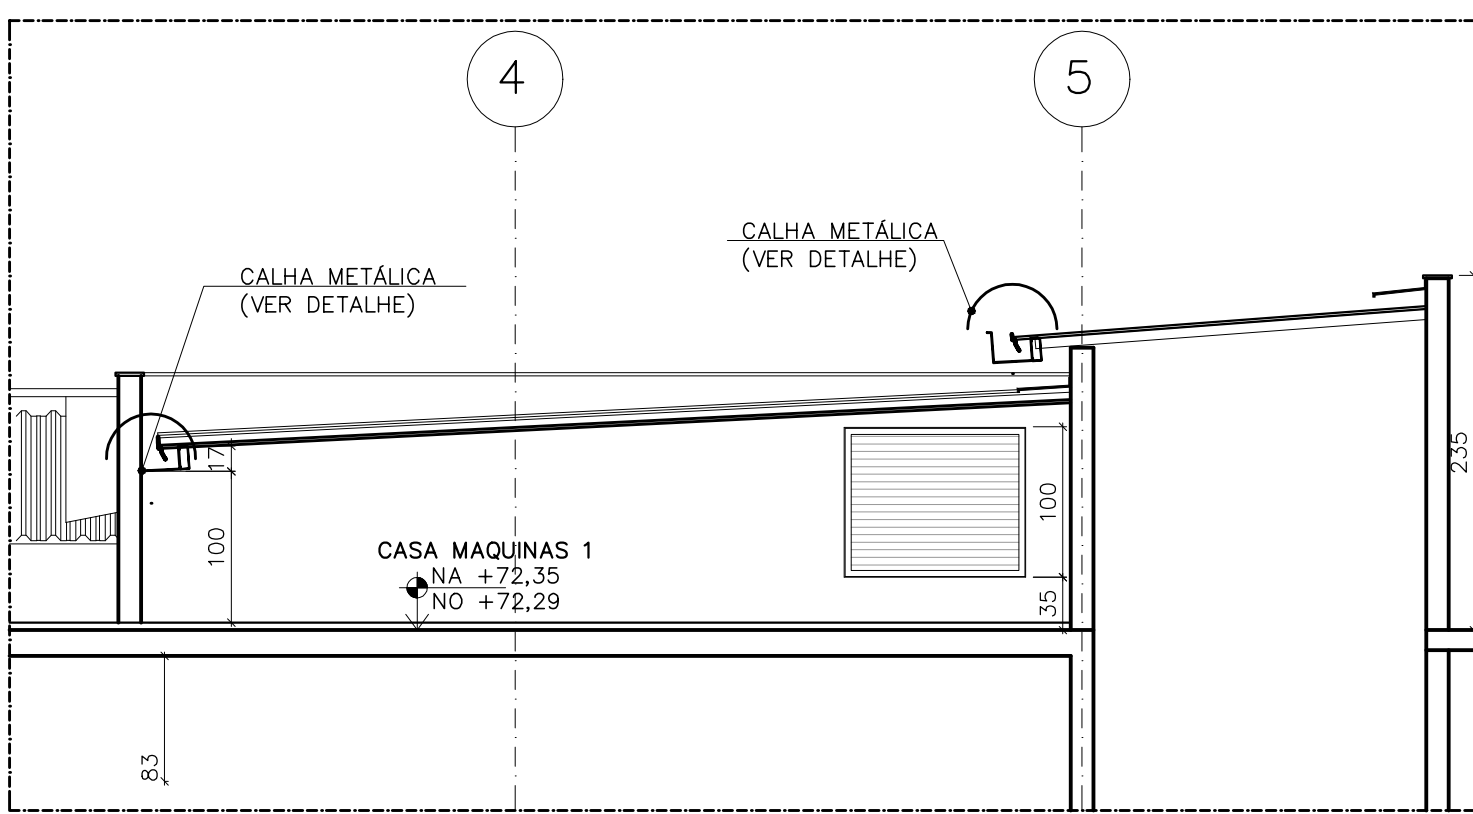 4
5
CALHA METÁLICA
(VER DETALHE)
CALHA METÁLICA
(VER DETALHE)
17
100
CASA MAQUINAS 1
NA +72,35
NO +72,29
100
35
235
83